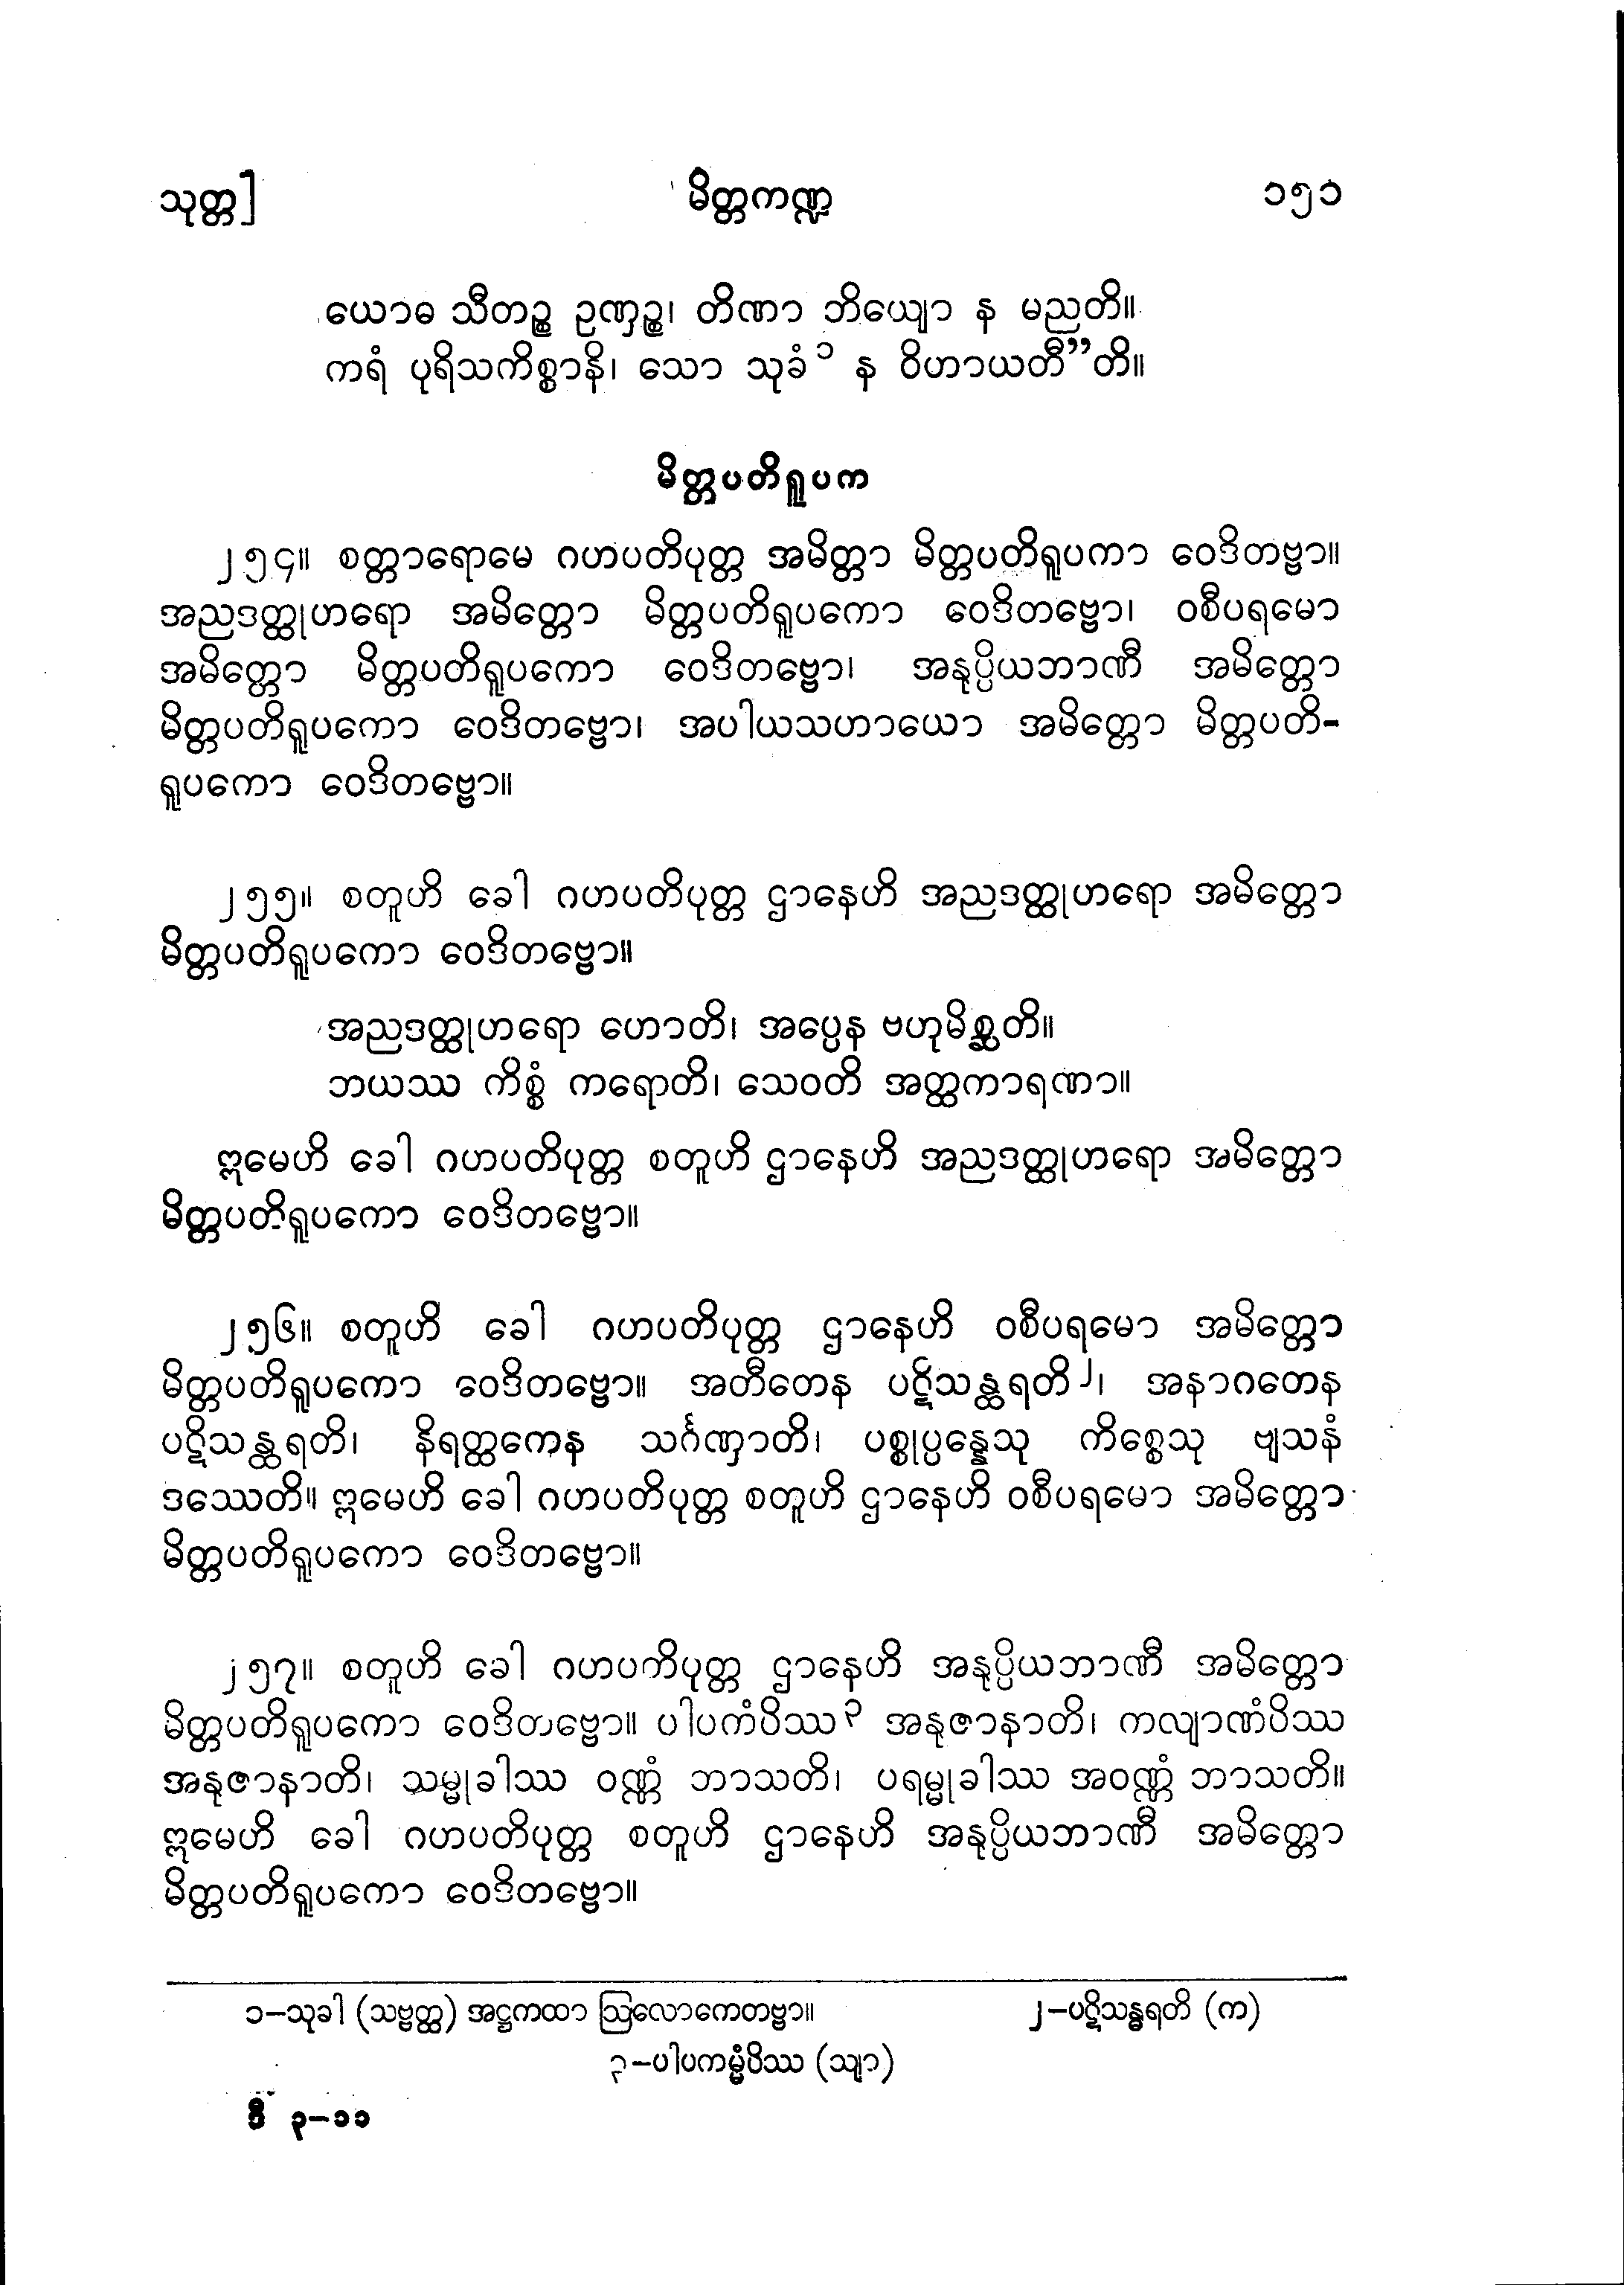 သုတ္တ] မိတ္တကဏ္ဍ ၁၅၁
ယောဓ သီတဉ္စ ဥဏှဉ္စ၊ တိဏာ ဘိယျော န မညတိ။
ကရံ ပုရိသကိစ္စာနိ၊ သော သုခံ ၁ န ဝိဟာယတီ”တိ။
မိတ္တပတိရူပက
၂၅၄။ စတ္တာရောမေ ဂဟပတိပုတ္တ အမိတ္တာ မိတ္တပတိရူပကာ ဝေဒိတဗ္ဗာ။
အညဒတ္ထုဟရော အမိတ္တော မိတ္တပတိရူပကော ဝေဒိတဗ္ဗော၊ ဝစီပရမော
အမိတ္တော မိတ္တပတိရူပကော ဝေဒိတဗ္ဗော၊ အနုပ္ပိယဘာဏီ အမိတ္တော
မိတ္တပတိရူပကော ဝေဒိတဗ္ဗော၊ အပါယသဟာယော အမိတ္တော မိတ္တပတိ-
ရူပကော ဝေဒိတဗ္ဗော။
၂၅၅။ စတူဟိ ခေါ ဂဟပတိပုတ္တ ဌာနေဟိ အညဒတ္ထုဟရော အမိတ္တော
မိတ္တပတိရူပကော ဝေဒိတဗ္ဗော။
အညဒတ္ထုဟရော ဟောတိ၊ အပ္ပေန ဗဟုမိစ္ဆတိ။
ဘယဿ ကိစ္စံ ကရောတိ၊ သေဝတိ အတ္ထကာရဏာ။
ဣမေဟိ ခေါ ဂဟပတိပုတ္တ စတူဟိ ဌာနေဟိ အညဒတ္ထုဟရော အမိတ္တော
မိတ္တပတိရူပကော ဝေဒိတဗ္ဗော။
၂၅၆။ စတူဟိ ခေါ ဂဟပတိပုတ္တ ဌာနေဟိ ဝစီပရမော အမိတ္တော
မိတ္တပတိရူပကော ဝေဒိတဗ္ဗော။ အတီတေန ပဋိသန္ထရတိ ၂၊ အနာဂတေန
ပဋိသန္ထရတိ၊ နိရတ္ထကေန သင်္ဂဏှာတိ၊ ပစ္စုပ္ပန္နေသု ကိစ္စေသု ဗျသနံ
ဒဿေတိ။ ဣမေဟိ ခေါ ဂဟပတိပုတ္တ စတူဟိ ဌာနေဟိ ဝစီပရမော အမိတ္တော
မိတ္တပတိရူပကော ဝေဒိတဗ္ဗော။
၂၅၇။ စတူဟိ ခေါ ဂဟပကိပုတ္တ ဌာနေဟိ အနုပ္ပိယဘာဏီ အမိတ္တော
မိတ္တပတိရူပကော ဝေဒိတဗ္ဗော။ ပါပကံပိဿ ၃ အနုဇာနာတိ၊ ကလျာဏံပိဿ
အနုဇာနာတိ၊ သမ္မုခါဿ ဝဏ္ဏံ ဘာသတိ၊ ပရမ္မုခါဿ အဝဏ္ဏံ ဘာသတိ။
ဣမေဟိ ခေါ ဂဟပတိပုတ္တ စတူဟိ ဌာနေဟိ အနုပ္ပိယဘာဏီ အမိတ္တော
မိတ္တပတိရူပကော ဝေဒိတဗ္ဗော။
၁–သုခါ (သဗ္ဗတ္ထ) အဋ္ဌကထာ ဩလောကေတဗ္ဗာ။ ၂–ပဋိသန္ဓရတိ (က)
၃–ပါပကမ္မံပိဿ (သျာ)
ဒီ ၃–၁၁